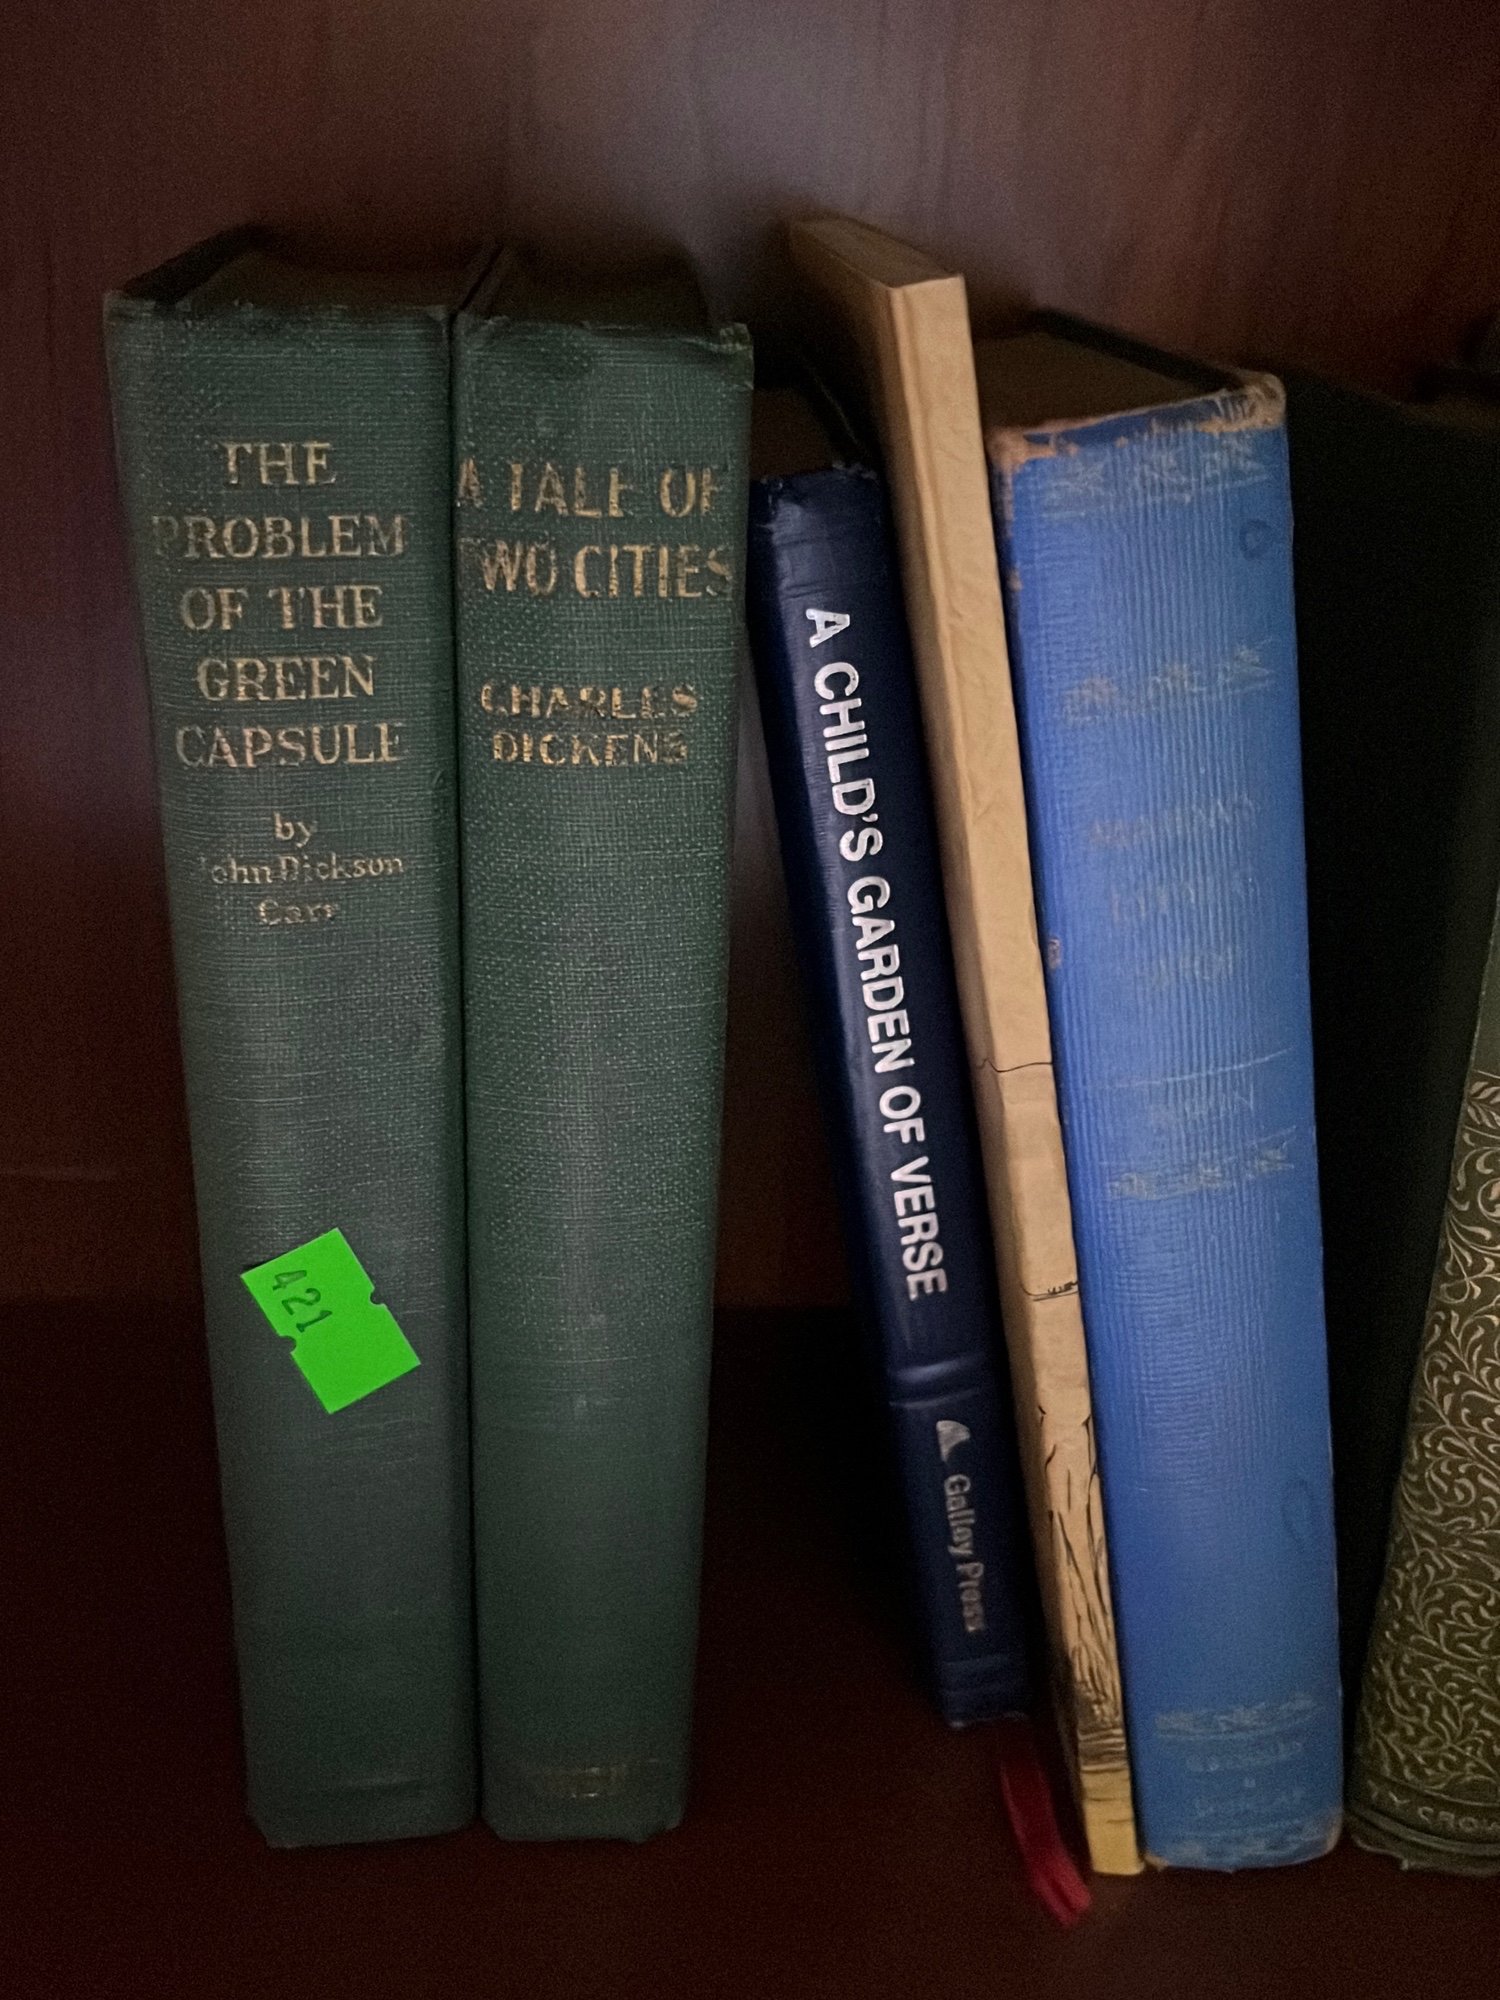 THE
PROBLEM
OF THE
GREEN
CAPSULE
by
John Dickson
Carr
421
A TALE OF
TWO CITIES
CHARLES
DICKENS
A CHILD'S GARDEN OF VERSE
Galley Press